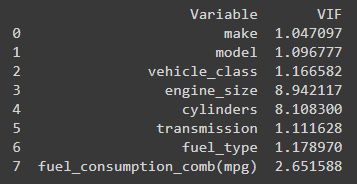 Variable VIF
0 make 1.047097
1 model 1.096777
2 vehicle_class 1.166582
3 engine_size 8.942117
4 cylinders 8.108300
5 transmission 1.111628
6 fuel_type 1.178970
7 fuel_consumption_comb(mpg) 2.651588